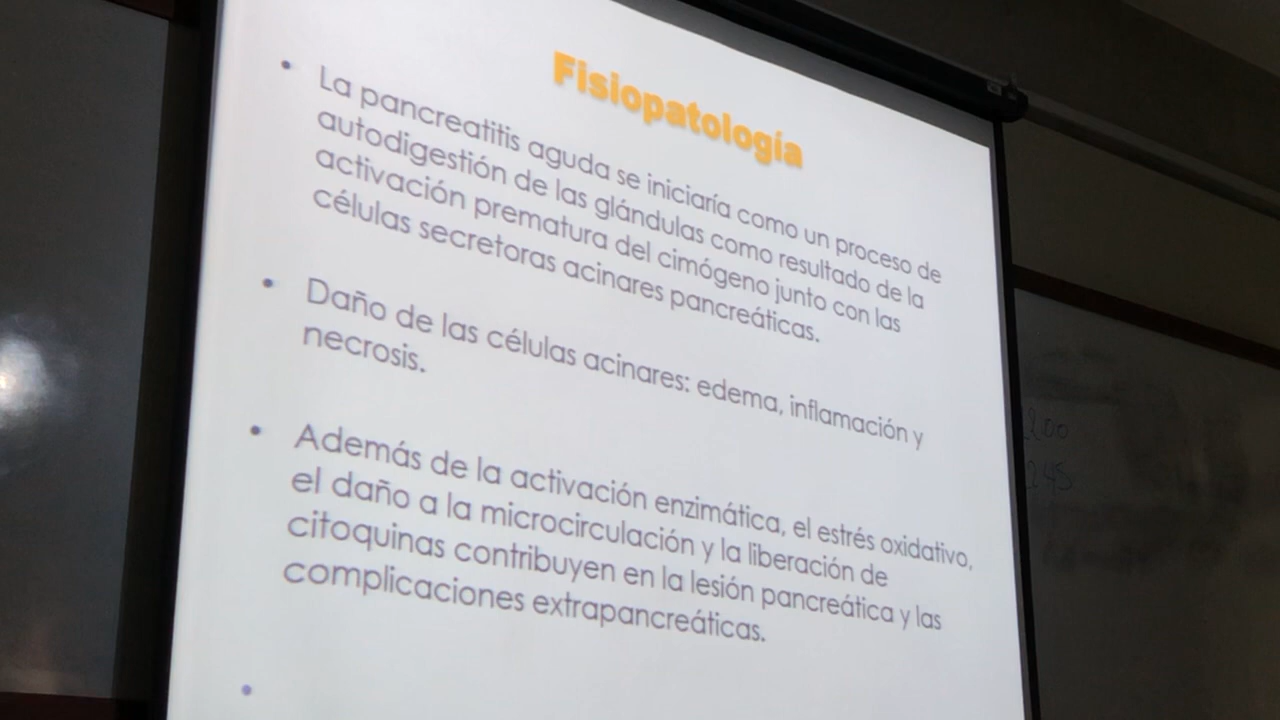 Fisiopatología
• La pancreatitis aguda se iniciaría como un proceso de
autodigestión de las glándulas como resultado de la
activación prematura del cimógeno junto con las
células secretoras acinares pancreáticas.
• Daño de las células acinares: edema, inflamación y
necrosis.
• Además de la activación enzimática, el estrés oxidativo,
el daño a la microcirculación y la liberación de
citoquinas contribuyen en la lesión pancreática y las
complicaciones extrapancreáticas.
•